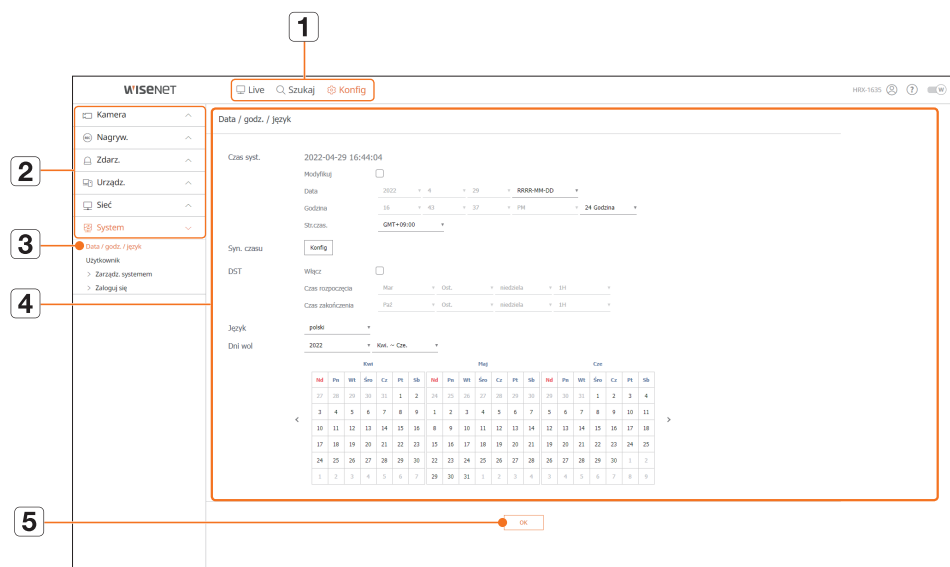 1
WISENET
Live Szukaj Konfig
HRX-1635 ? W
2
Kamera
Nagryw.
Zdarz.
Urządz.
Sieć
System
3
Data / godz. / język
Użytkownik
> Zarządz. systemem
> Zaloguj się
4
Data / godz. / język
Czas syst. 2022-04-29 16:44:04
Modyfikuj
Data 2022 4 29 RRRR-MM-DD
Godzina 16 43 37 PM 24 Godzina
Str.czas. GMT+09:00
Syn. czasu Konfig
DST Włącz
Czas rozpoczęcia Mar Ost. niedziela 1H
Czas zakończenia Paź Ost. niedziela 1H
Język polski
Dni wol 2022 Kwi. ~ Cze.
Kwi Maj Cze
Nd Pn Wt Śro Cz Pt Sb Nd Pn Wt Śro Cz Pt Sb Nd Pn Wt Śro Cz Pt Sb
27 28 29 30 31 1 2 24 25 26 27 28 29 30 29 30 31 1 2 3 4
3 4 5 6 7 8 9 1 2 3 4 5 6 7 5 6 7 8 9 10 11
< 10 11 12 13 14 15 16 8 9 10 11 12 13 14 12 13 14 15 16 17 18 >
17 18 19 20 21 22 23 15 16 17 18 19 20 21 19 20 21 22 23 24 25
24 25 26 27 28 29 30 22 23 24 25 26 27 28 26 27 28 29 30 1 2
1 2 3 4 5 6 7 29 30 31 1 2 3 4 3 4 5 6 7 8 9
5
OK